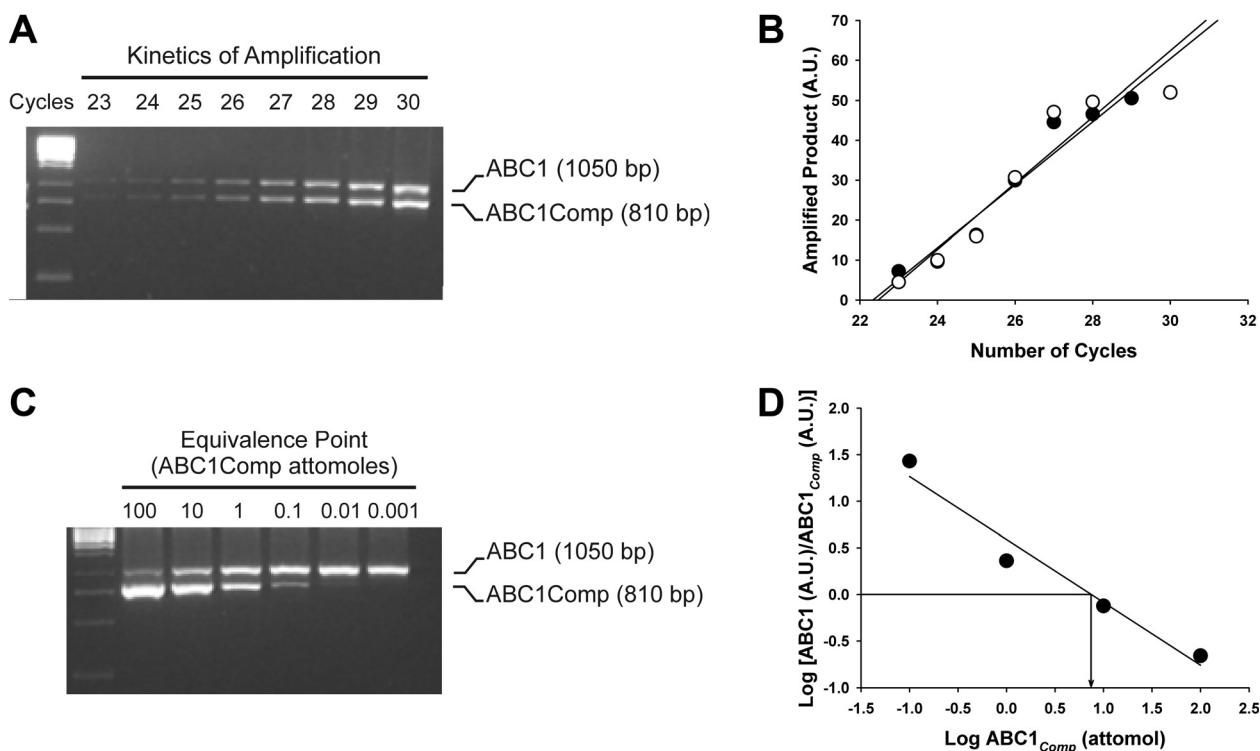 A
Kinetics of Amplification
Cycles 23 24 25 26 27 28 29 30
ABC1 (1050 bp)
ABC1Comp (810 bp)
B
Amplified Product (A.U.)
70
60
50
40
30
20
10
0
22 24 26 28 30 32
Number of Cycles
C
Equivalence Point
(ABC1Comp attomoles)
100 10 1 0.1 0.01 0.001
ABC1 (1050 bp)
ABC1Comp (810 bp)
D
Log [ABC1 (A.U.)/ABC1Comp (A.U.)]
2.0
1.5
1.0
0.5
0.0
-0.5
-1.0
-1.5 -1.0 -0.5 0.0 0.5 1.0 1.5 2.0 2.5
Log ABC1Comp (attomol)